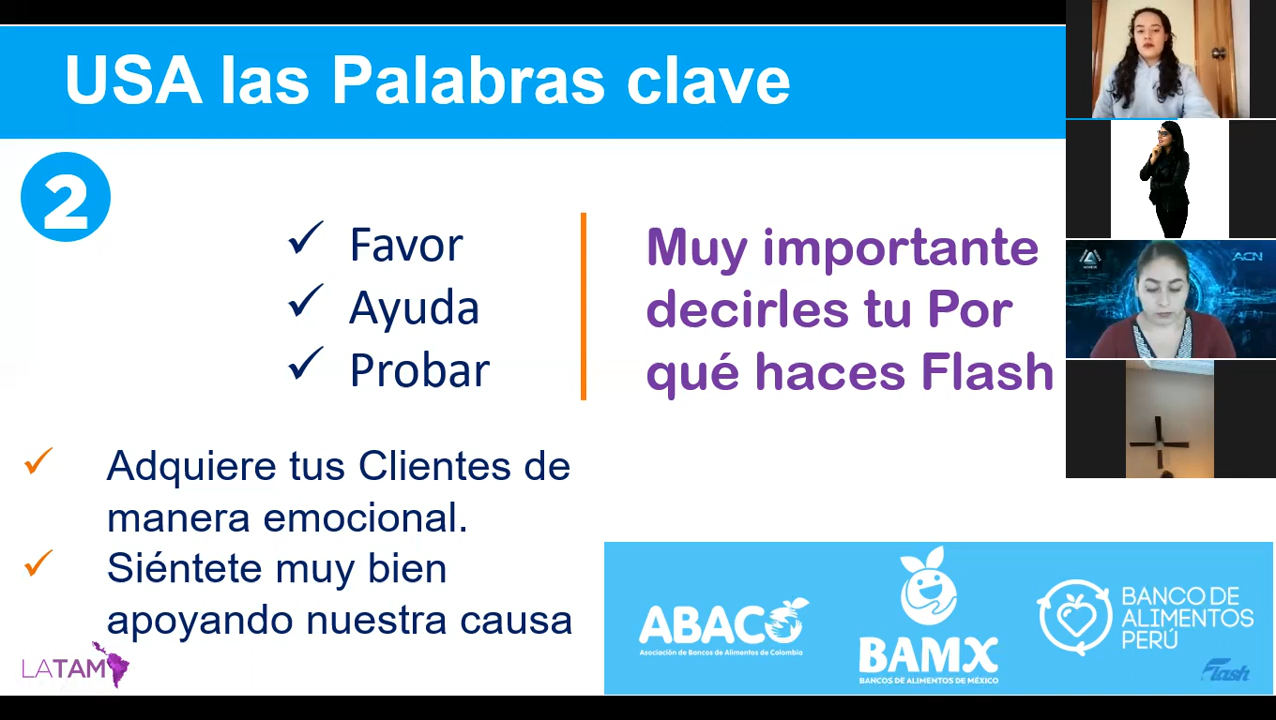 USA las Palabras clave
2
✓ Favor
✓ Ayuda
✓ Probar
Muy importante
decirles tu Por
qué haces Flash
✓ Adquiere tus Clientes de
manera emocional.
✓ Siéntete muy bien
apoyando nuestra causa
LATAM
ABACO
Asociación de Bancos de Alimentos de Colombia
BAMX
BANCOS DE ALIMENTOS DE MÉXICO
BANCO DE
ALIMENTOS
PERÚ
Flash
ACN